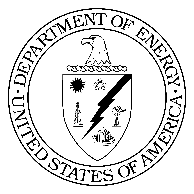 · DEPARTMENT OF ENERGY ·
UNITED STATES OF AMERICA